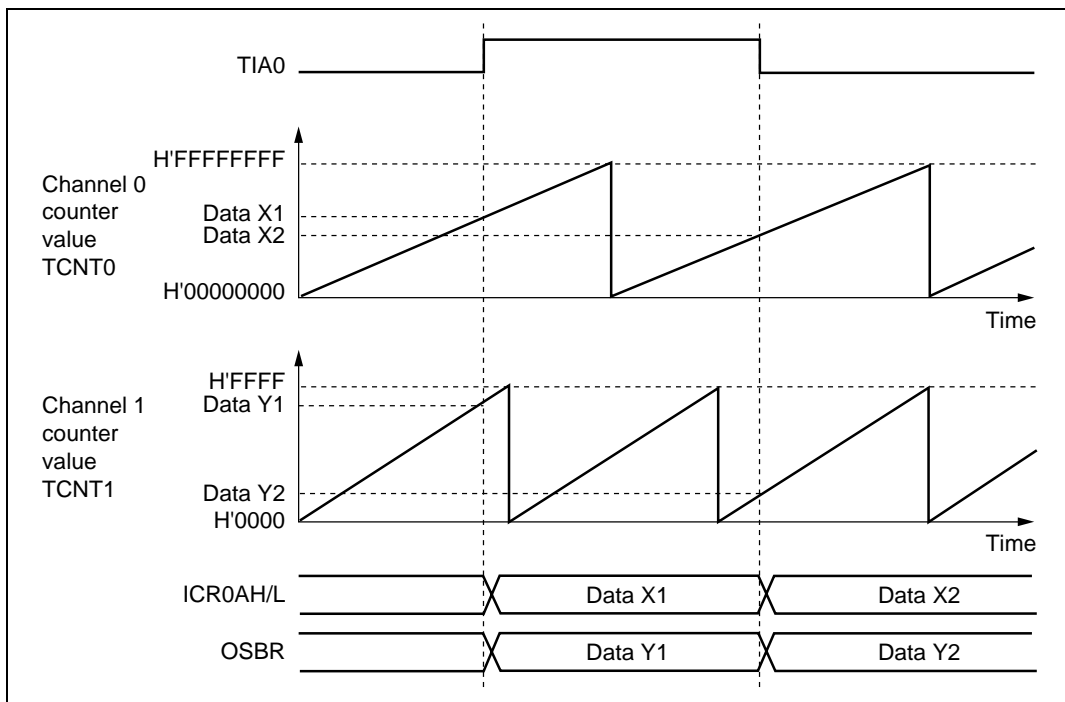 TIA0
H'FFFFFFFF
Channel 0
counter
value
TCNT0
Data X1
Data X2
H'00000000
Time
H'FFFF
Channel 1
counter
value
TCNT1
Data Y1
Data Y2
H'0000
Time
ICR0AH/L
Data X1
Data X2
OSBR
Data Y1
Data Y2